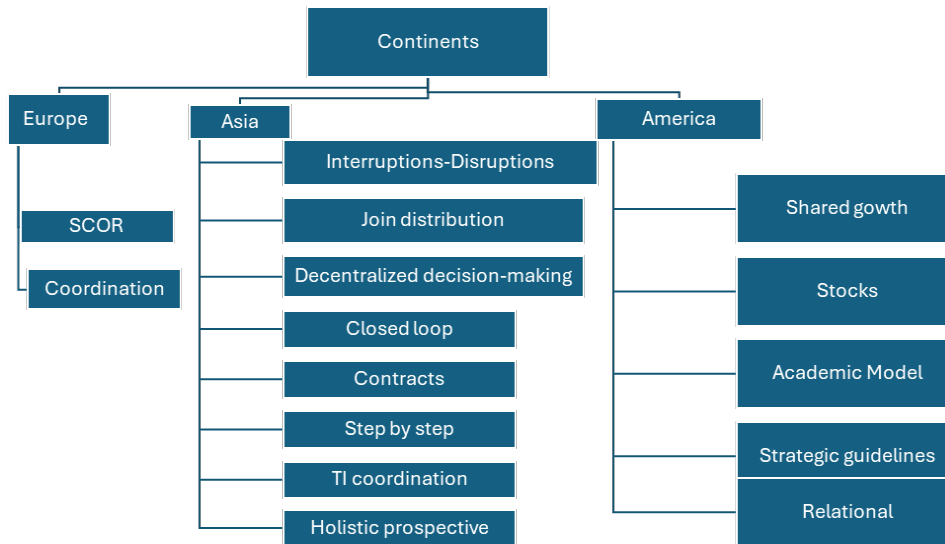 Continents
Europe
Asia
America
SCOR
Coordination
Interruptions-Disruptions
Join distribution
Decentralized decision-making
Closed loop
Contracts
Step by step
TI coordination
Holistic prospective
Shared gowth
Stocks
Academic Model
Strategic guidelines
Relational